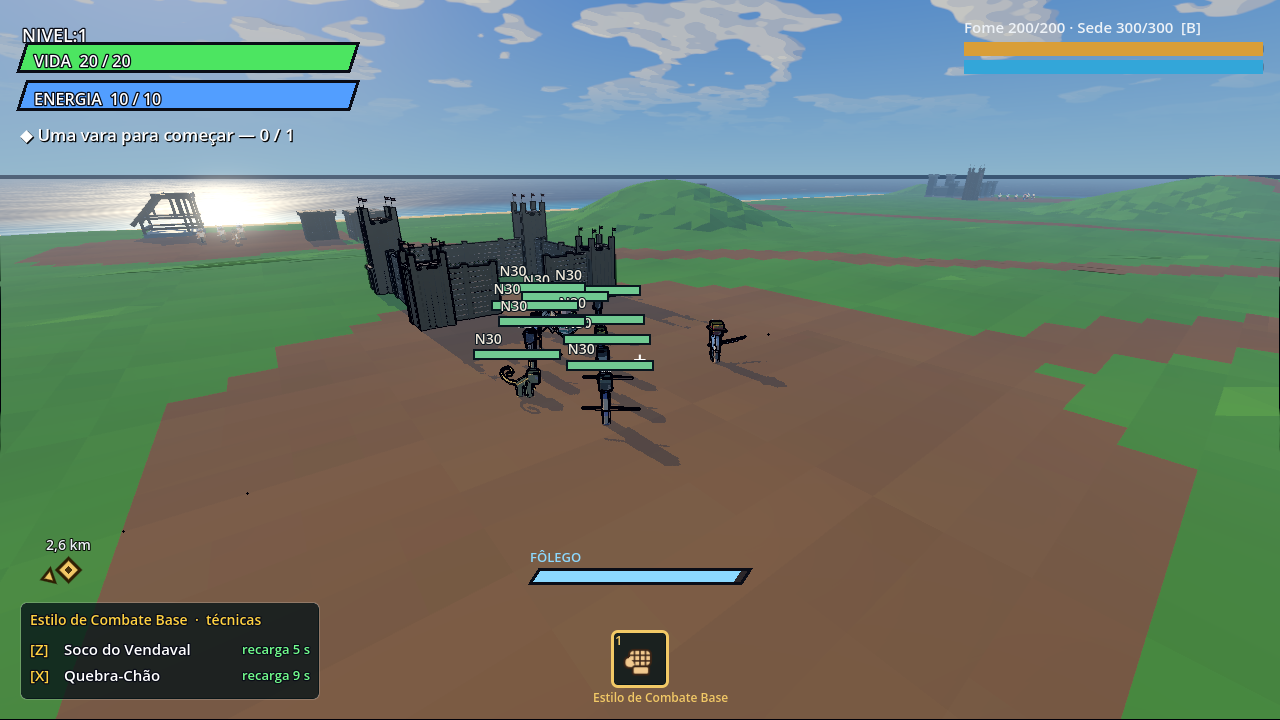 NIVEL:1
VIDA 20 / 20
ENERGIA 10 / 10
◆ Uma vara para começar — 0 / 1
Fome 200/200 · Sede 300/300 [B]
N30
N30
N30
N30
N30
N30
N30
2,6 km
FÔLEGO
Estilo de Combate Base · técnicas
[Z] Soco do Vendaval recarga 5 s
[X] Quebra-Chão recarga 9 s
1
Estilo de Combate Base